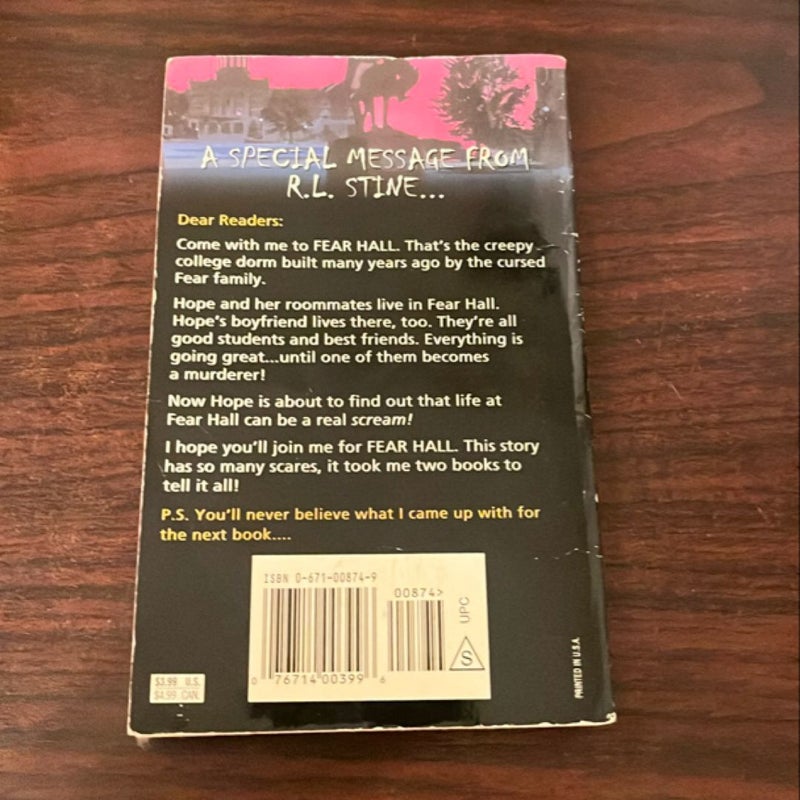 A SPECIAL MESSAGE FROM
R.L. STINE...
Dear Readers:
Come with me to FEAR HALL. That's the creepy
college dorm built many years ago by the cursed
Fear family.
Hope and her roommates live in Fear Hall.
Hope's boyfriend lives there, too. They're all
good students and best friends. Everything is
going great...until one of them becomes
a murderer!
Now Hope is about to find out that life at
Fear Hall can be a real scream!
I hope you'll join me for FEAR HALL. This story
has so many scares, it took me two books to
tell it all!
P.S. You'll never believe what I came up with for
the next book....
ISBN 0-671-00874-9
00874>
UPC
S
0 76714 00399 6
$3.99 U.S.
$4.99 CAN.
PRINTED IN U.S.A.